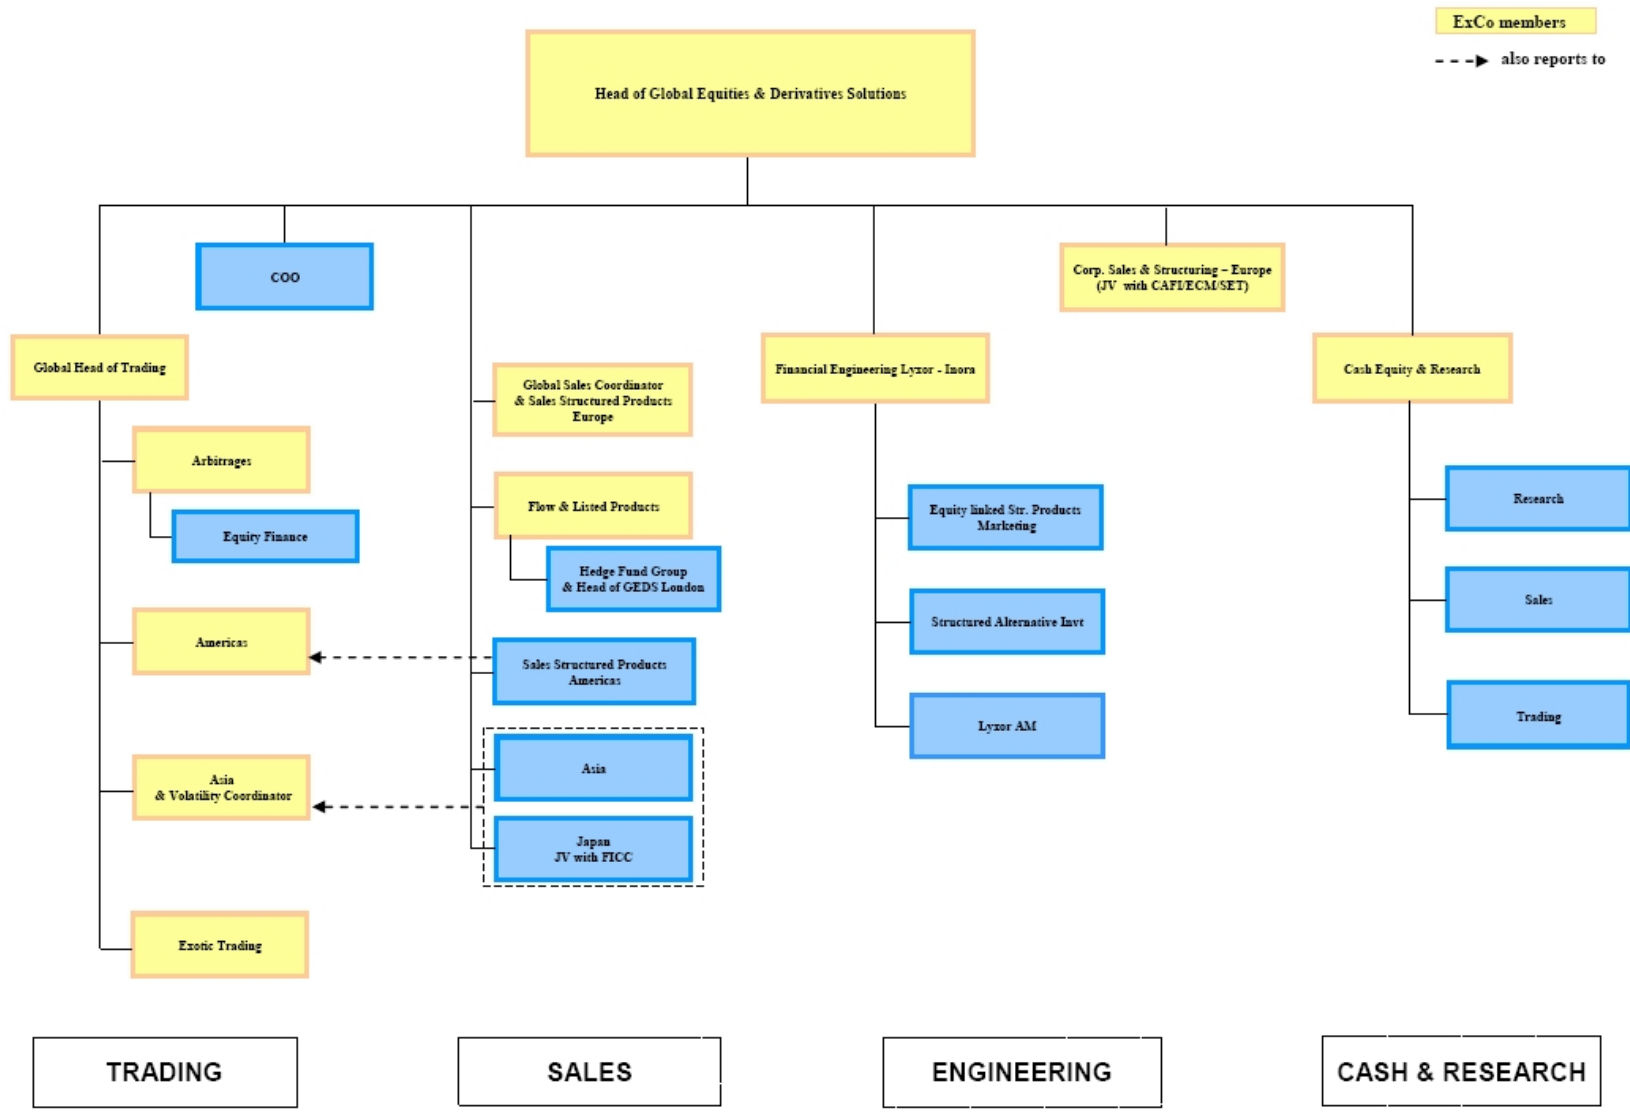 ExCo members
also reports to
Head of Global Equities & Derivatives Solutions
COO
Corp. Sales & Structuring – Europe
(JV with CAFI/ECM/SET)
Global Head of Trading
Global Sales Coordinator
& Sales Structured Products
Europe
Financial Engineering Lyxor - Inora
Cash Equity & Research
Arbitrages
Equity Finance
Flow & Listed Products
Hedge Fund Group
& Head of GEDS London
Equity linked Str. Products
Marketing
Research
Americas
Sales Structured Products
Americas
Structured Alternative Invt
Sales
Lyxor AM
Trading
Asia
& Volatility Coordinator
Asia
Japan
JV with FICC
Exotic Trading
TRADING
SALES
ENGINEERING
CASH & RESEARCH